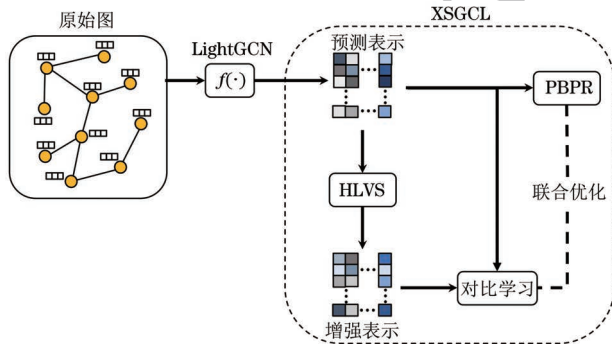 XSGCL
原始图
LightGCN
f(·)
预测表示
PBPR
HLVS
联合优化
对比学习
增强表示